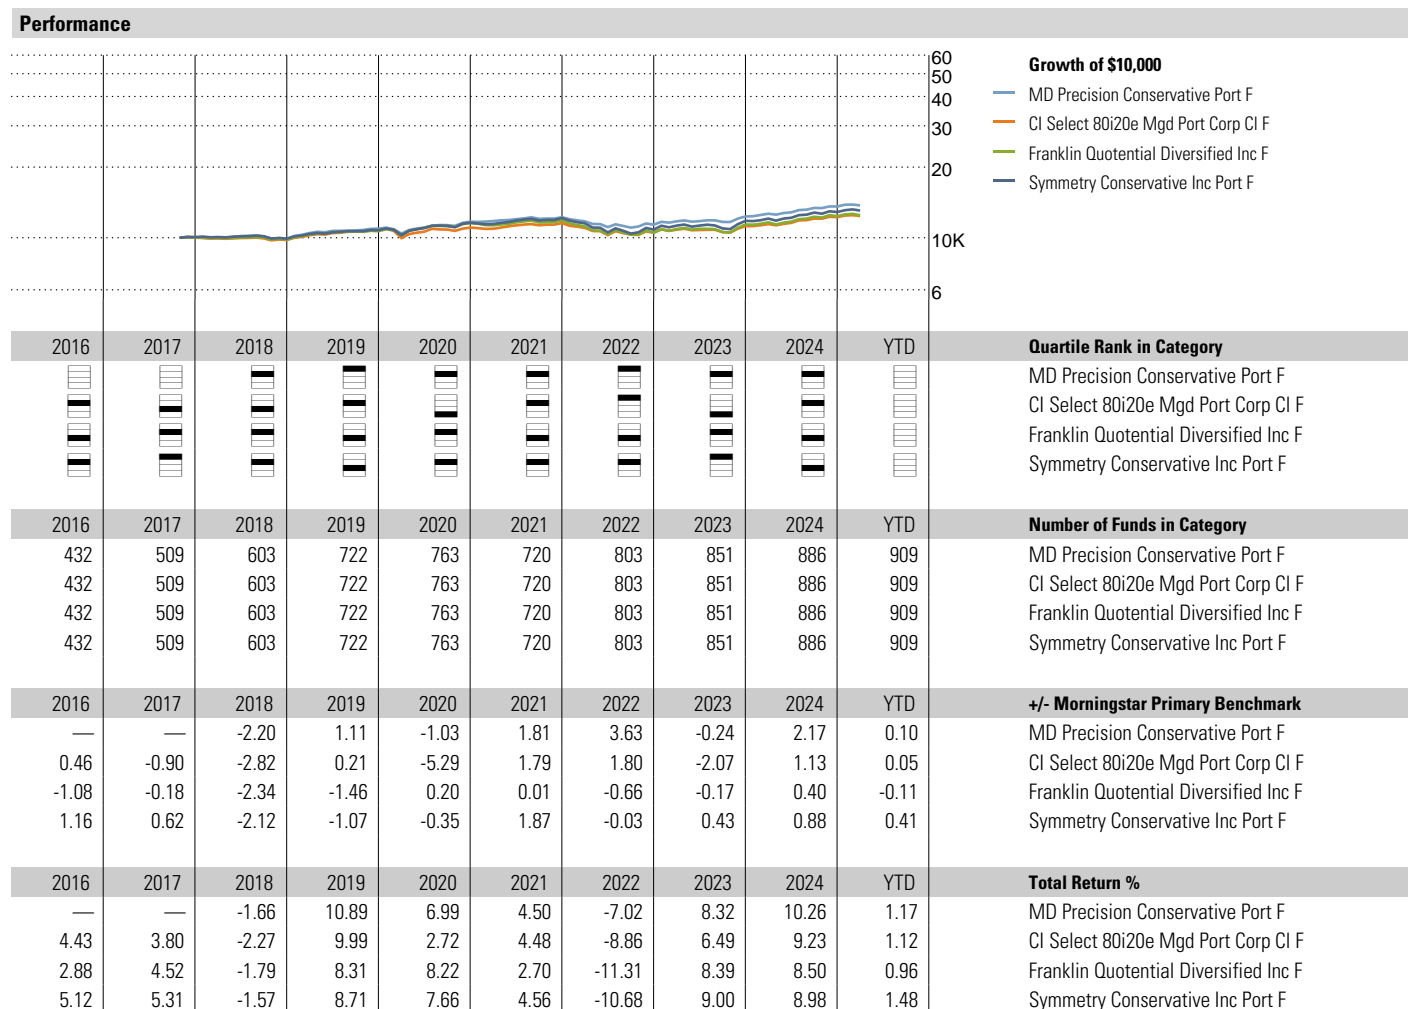 Performance
60
50
40
30
20
10K
6
Growth of $10,000
MD Precision Conservative Port F
CI Select 80i20e Mgd Port Corp Cl F
Franklin Quotential Diversified Inc F
Symmetry Conservative Inc Port F
2016 2017 2018 2019 2020 2021 2022 2023 2024 YTD Quartile Rank in Category
MD Precision Conservative Port F
CI Select 80i20e Mgd Port Corp Cl F
Franklin Quotential Diversified Inc F
Symmetry Conservative Inc Port F
2016 2017 2018 2019 2020 2021 2022 2023 2024 YTD Number of Funds in Category
432 509 603 722 763 720 803 851 886 909 MD Precision Conservative Port F
432 509 603 722 763 720 803 851 886 909 CI Select 80i20e Mgd Port Corp Cl F
432 509 603 722 763 720 803 851 886 909 Franklin Quotential Diversified Inc F
432 509 603 722 763 720 803 851 886 909 Symmetry Conservative Inc Port F
2016 2017 2018 2019 2020 2021 2022 2023 2024 YTD +/- Morningstar Primary Benchmark
— — -2.20 1.11 -1.03 1.81 3.63 -0.24 2.17 0.10 MD Precision Conservative Port F
0.46 -0.90 -2.82 0.21 -5.29 1.79 1.80 -2.07 1.13 0.05 CI Select 80i20e Mgd Port Corp Cl F
-1.08 -0.18 -2.34 -1.46 0.20 0.01 -0.66 -0.17 0.40 -0.11 Franklin Quotential Diversified Inc F
1.16 0.62 -2.12 -1.07 -0.35 1.87 -0.03 0.43 0.88 0.41 Symmetry Conservative Inc Port F
2016 2017 2018 2019 2020 2021 2022 2023 2024 YTD Total Return %
— — -1.66 10.89 6.99 4.50 -7.02 8.32 10.26 1.17 MD Precision Conservative Port F
4.43 3.80 -2.27 9.99 2.72 4.48 -8.86 6.49 9.23 1.12 CI Select 80i20e Mgd Port Corp Cl F
2.88 4.52 -1.79 8.31 8.22 2.70 -11.31 8.39 8.50 0.96 Franklin Quotential Diversified Inc F
5.12 5.31 -1.57 8.71 7.66 4.56 -10.68 9.00 8.98 1.48 Symmetry Conservative Inc Port F